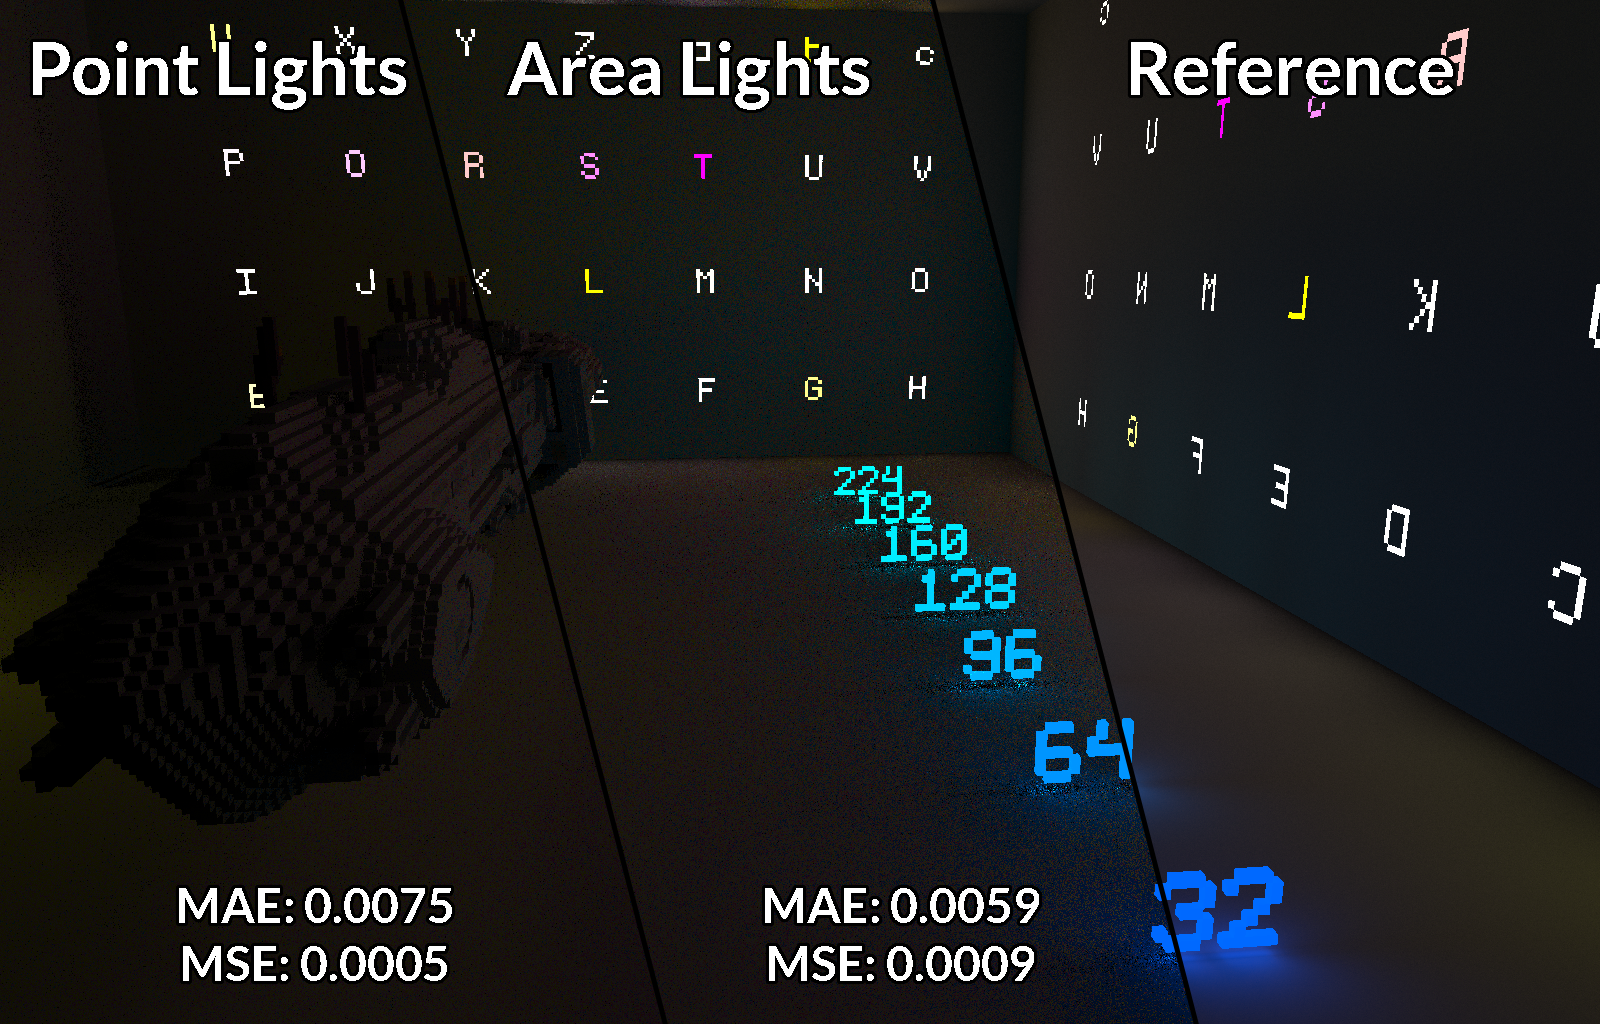 Point Lights Area Lights Reference
X Y Z c
P Q R S T U V
I J K L M N O
E F G H
V U T
O N M L K
H G F E D C
224
192
160
128
96
64
32
MAE: 0.0075 MAE: 0.0059
MSE: 0.0005 MSE: 0.0009